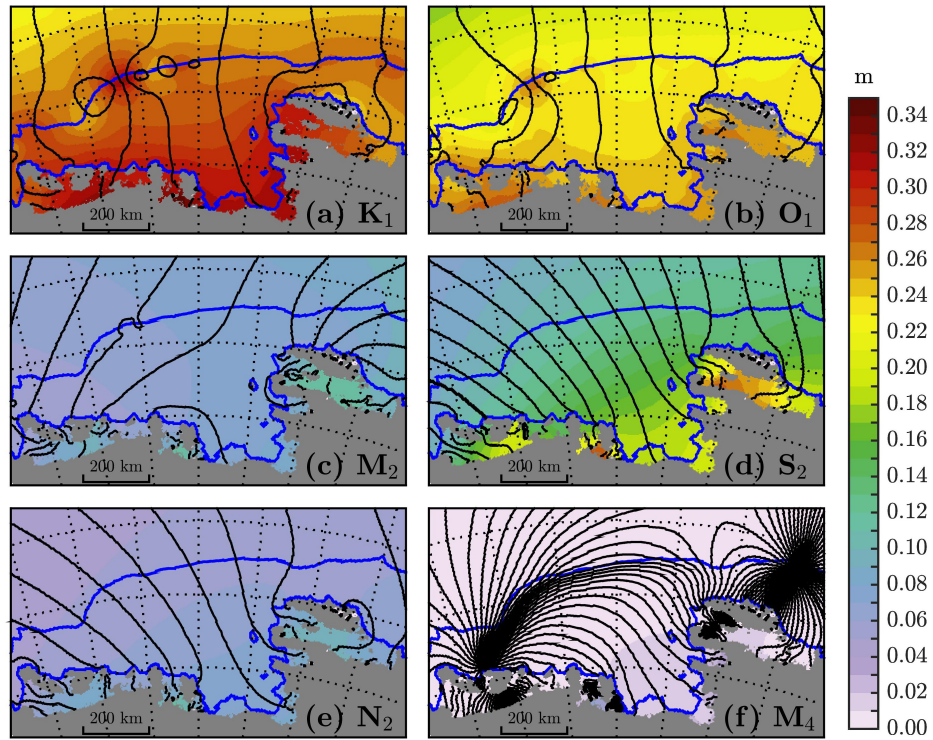 m
0.34
0.32
0.30
0.28
0.26
0.24
0.22
0.20
0.18
0.16
0.14
0.12
0.10
0.08
0.06
0.04
0.02
0.00
200 km
(a) K₁
200 km
(b) O₁
200 km
(c) M₂
200 km
(d) S₂
200 km
(e) N₂
200 km
(f) M₄